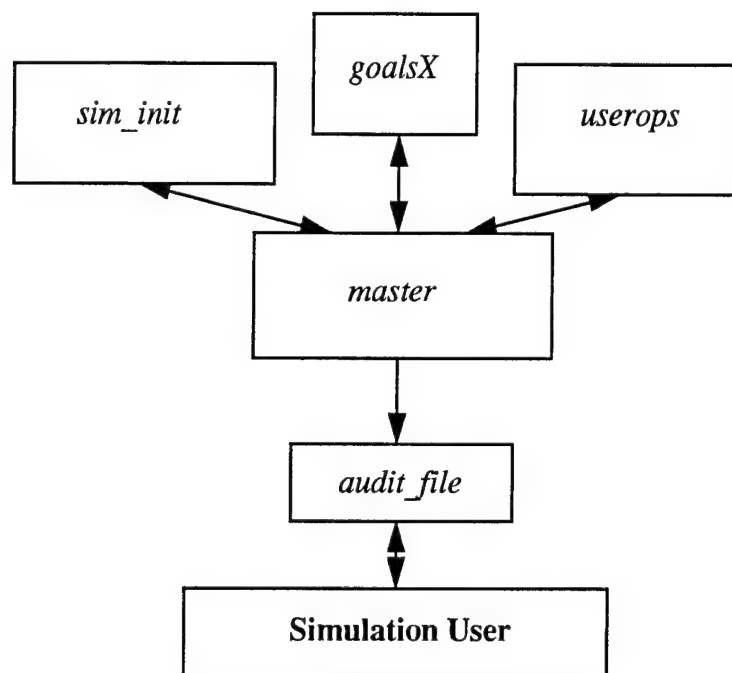 goalsX
sim_init
userops
master
audit_file
Simulation User